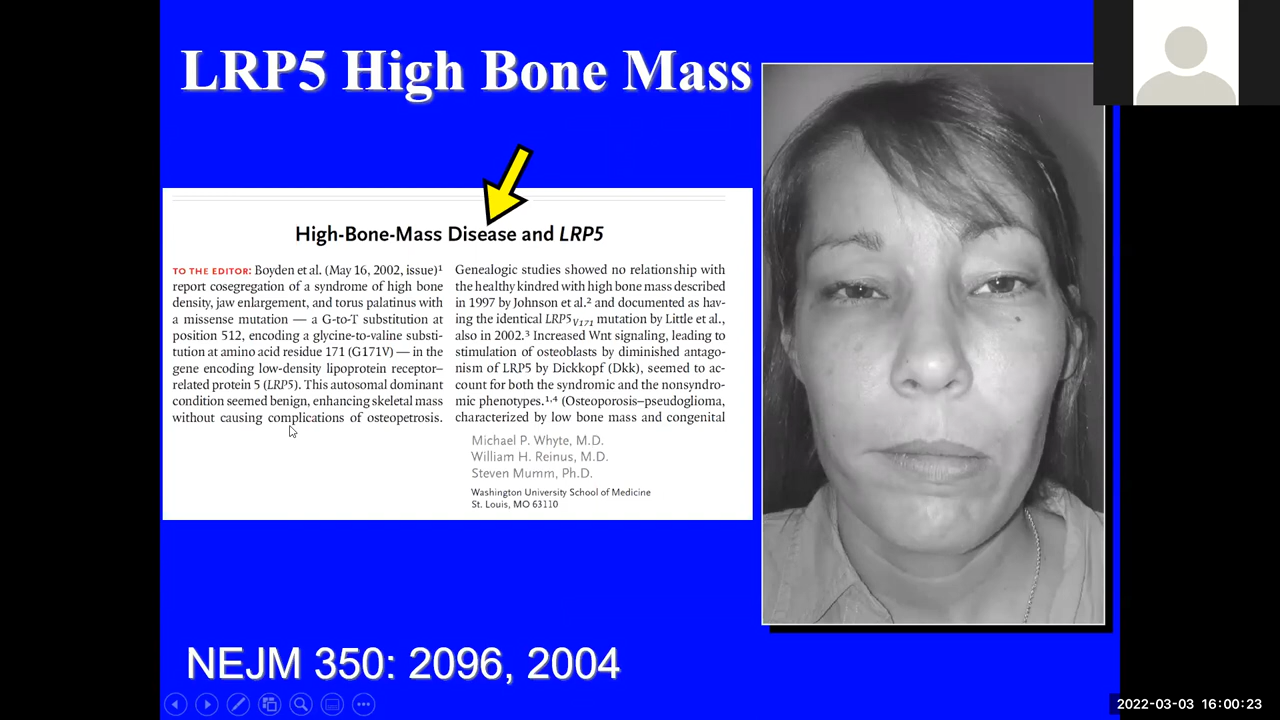 LRP5 High Bone Mass
High-Bone-Mass Disease and LRP5
TO THE EDITOR: Boyden et al. (May 16, 2002, issue)¹
report cosegregation of a syndrome of high bone
density, jaw enlargement, and torus palatinus with
a missense mutation — a G-to-T substitution at
position 512, encoding a glycine-to-valine substi-
tution at amino acid residue 171 (G171V) — in the
gene encoding low-density lipoprotein receptor–
related protein 5 (LRP5). This autosomal dominant
condition seemed benign, enhancing skeletal mass
without causing complications of osteopetrosis.
Genealogic studies showed no relationship with
the healthy kindred with high bone mass described
in 1997 by Johnson et al.² and documented as hav-
ing the identical LRP5V171 mutation by Little et al.,
also in 2002.³ Increased Wnt signaling, leading to
stimulation of osteoblasts by diminished antago-
nism of LRP5 by Dickkopf (Dkk), seemed to ac-
count for both the syndromic and the nonsyndro-
mic phenotypes.¹,⁴ (Osteoporosis–pseudoglioma,
characterized by low bone mass and congenital
Michael P. Whyte, M.D.
William H. Reinus, M.D.
Steven Mumm, Ph.D.
Washington University School of Medicine
St. Louis, MO 63110
NEJM 350: 2096, 2004
2022-03-03 16:00:23